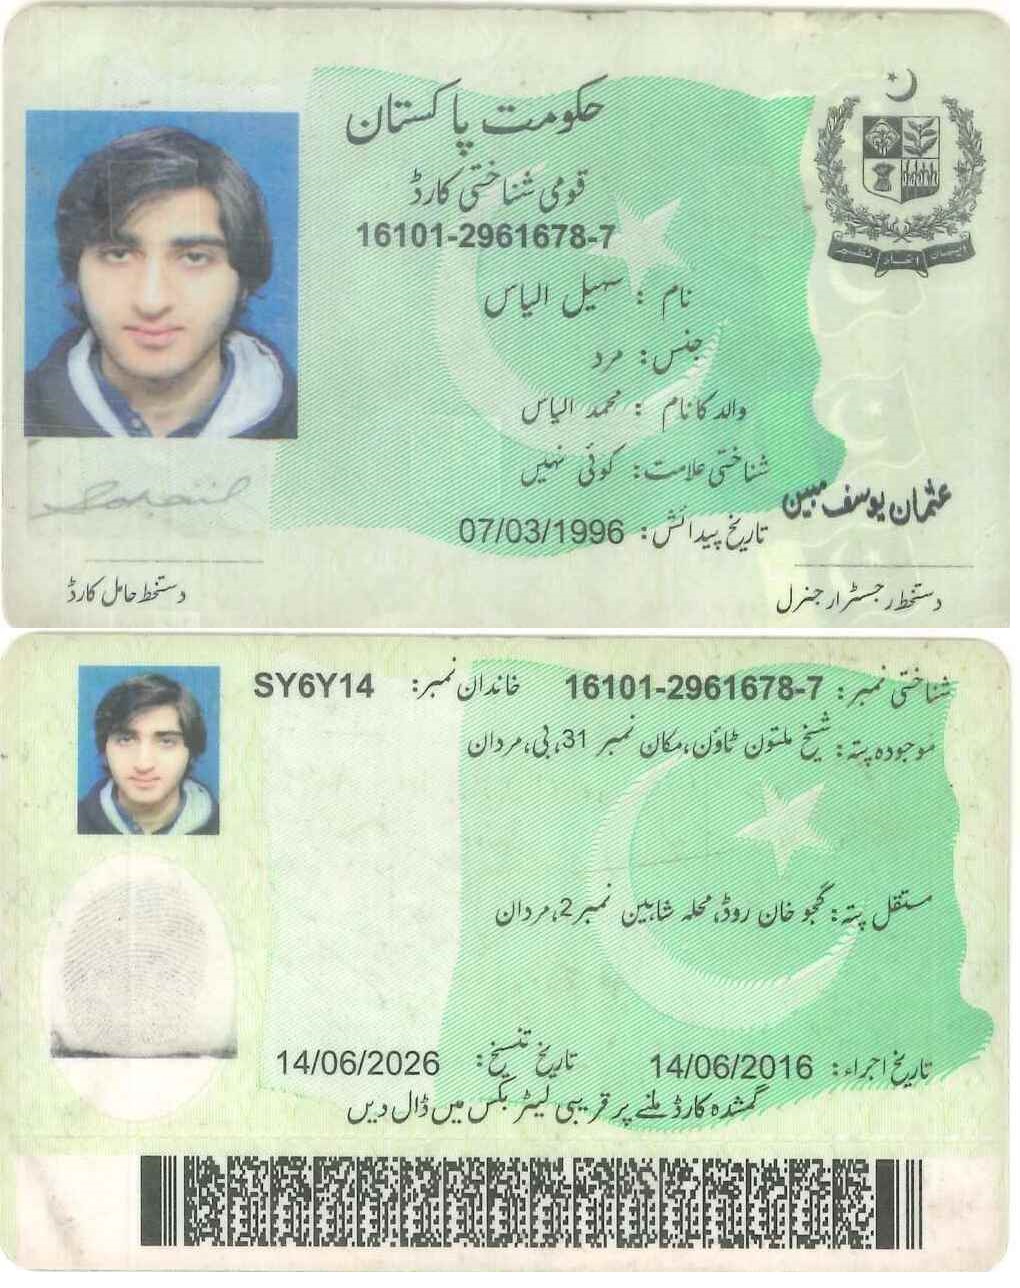 حکومت پاکستان
قومی شناختی کارڈ
16101-2961678-7
نام : سہیل الیاس
جنس: مرد
والد کا نام : محمد الیاس
شناختی علامت: کوئی نہیں
تاریخ پیدائش: 07/03/1996
ایمان اتحاد نظم
Sohail
عثمان یوسف مبین
دستخط حامل کارڈ
دستخط رجسٹرار جنرل
شناختی نمبر: 16101-2961678-7 خاندان نمبر: SY6Y14
موجودہ پتہ: شیخ ملتون ٹاؤن،مکان نمبر 31،بی،مردان
مستقل پتہ: گجو خان روڈ،محلہ شاہین نمبر2،مردان
تاریخ اجراء: 14/06/2016 تاریخ تنسیخ: 14/06/2026
گمشدہ کارڈ ملنے پر قریبی لیٹر بکس میں ڈال دیں